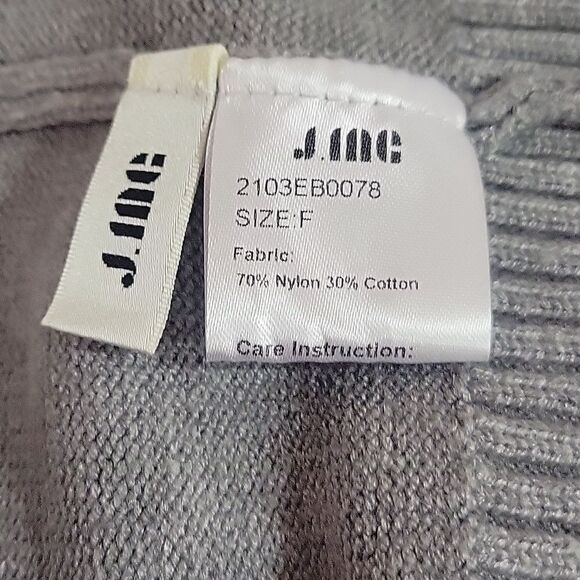 J.ING
J.ING
2103EB0078
SIZE:F
Fabric:
70% Nylon 30% Cotton
Care Instruction: